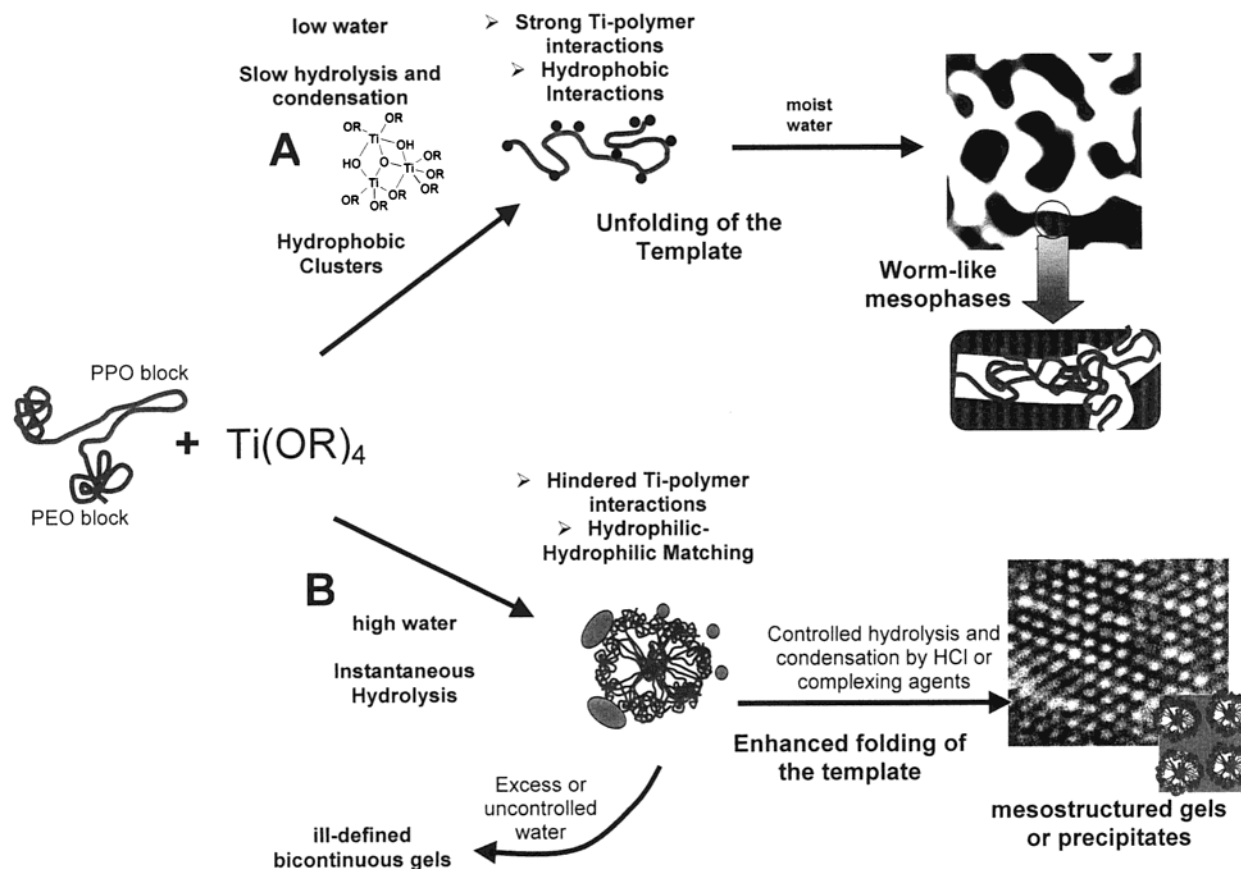 low water
Slow hydrolysis and
condensation
A
OR
OR
Ti
OH
HO
O
Ti
OR
OR
OR
Ti
OR
OR
OR
OR
Hydrophobic
Clusters
➢ Strong Ti-polymer
interactions
➢ Hydrophobic
Interactions
Unfolding of the
Template
moist
water
Worm-like
mesophases
PPO block
+ Ti(OR)4
PEO block
B
high water
Instantaneous
Hydrolysis
➢ Hindered Ti-polymer
interactions
➢ Hydrophilic-
Hydrophilic Matching
Controlled hydrolysis and
condensation by HCl or
complexing agents
Enhanced folding of
the template
mesostructured gels
or precipitates
Excess or
uncontrolled
water
ill-defined
bicontinuous gels